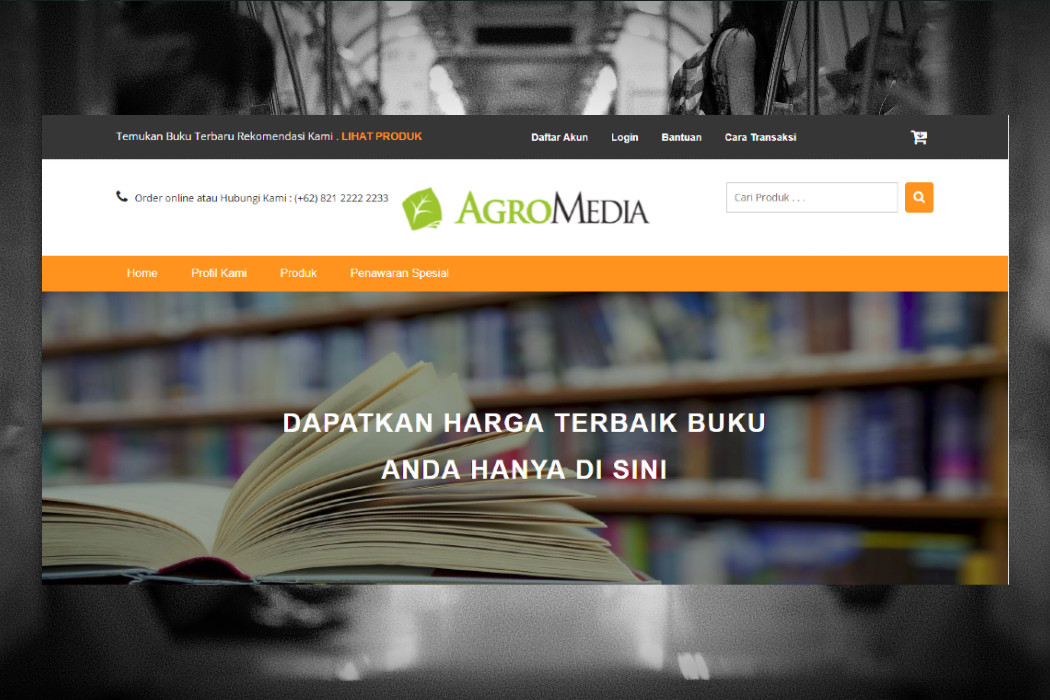 Temukan Buku Terbaru Rekomendasi Kami . LIHAT PRODUK
Daftar Akun Login Bantuan Cara Transaksi
Order online atau Hubungi Kami : (+62) 821 2222 2233
AGROMEDIA
Cari Produk . . .
Home Profil Kami Produk Penawaran Spesial
DAPATKAN HARGA TERBAIK BUKU
ANDA HANYA DI SINI